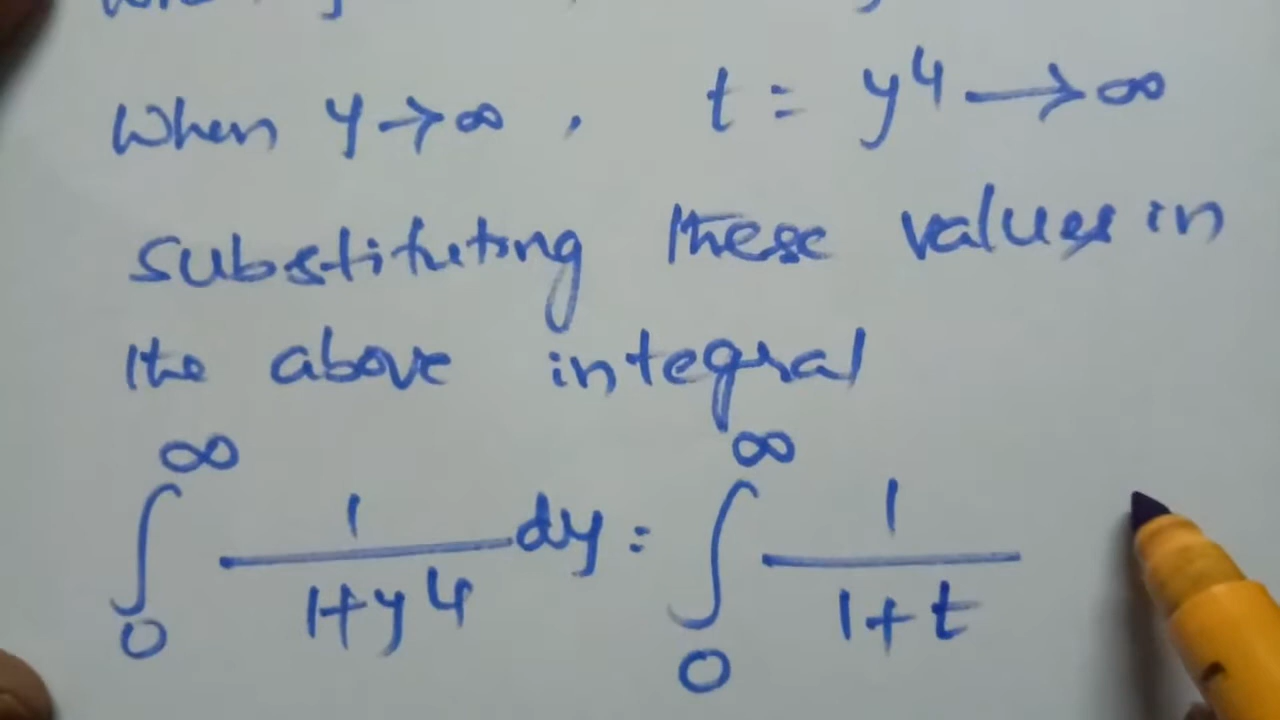 When y→∞, t = y⁴ → ∞
substituting these values in
the above integral
∫₀^∞ 1/(1+y⁴) dy = ∫₀^∞ 1/(1+t)